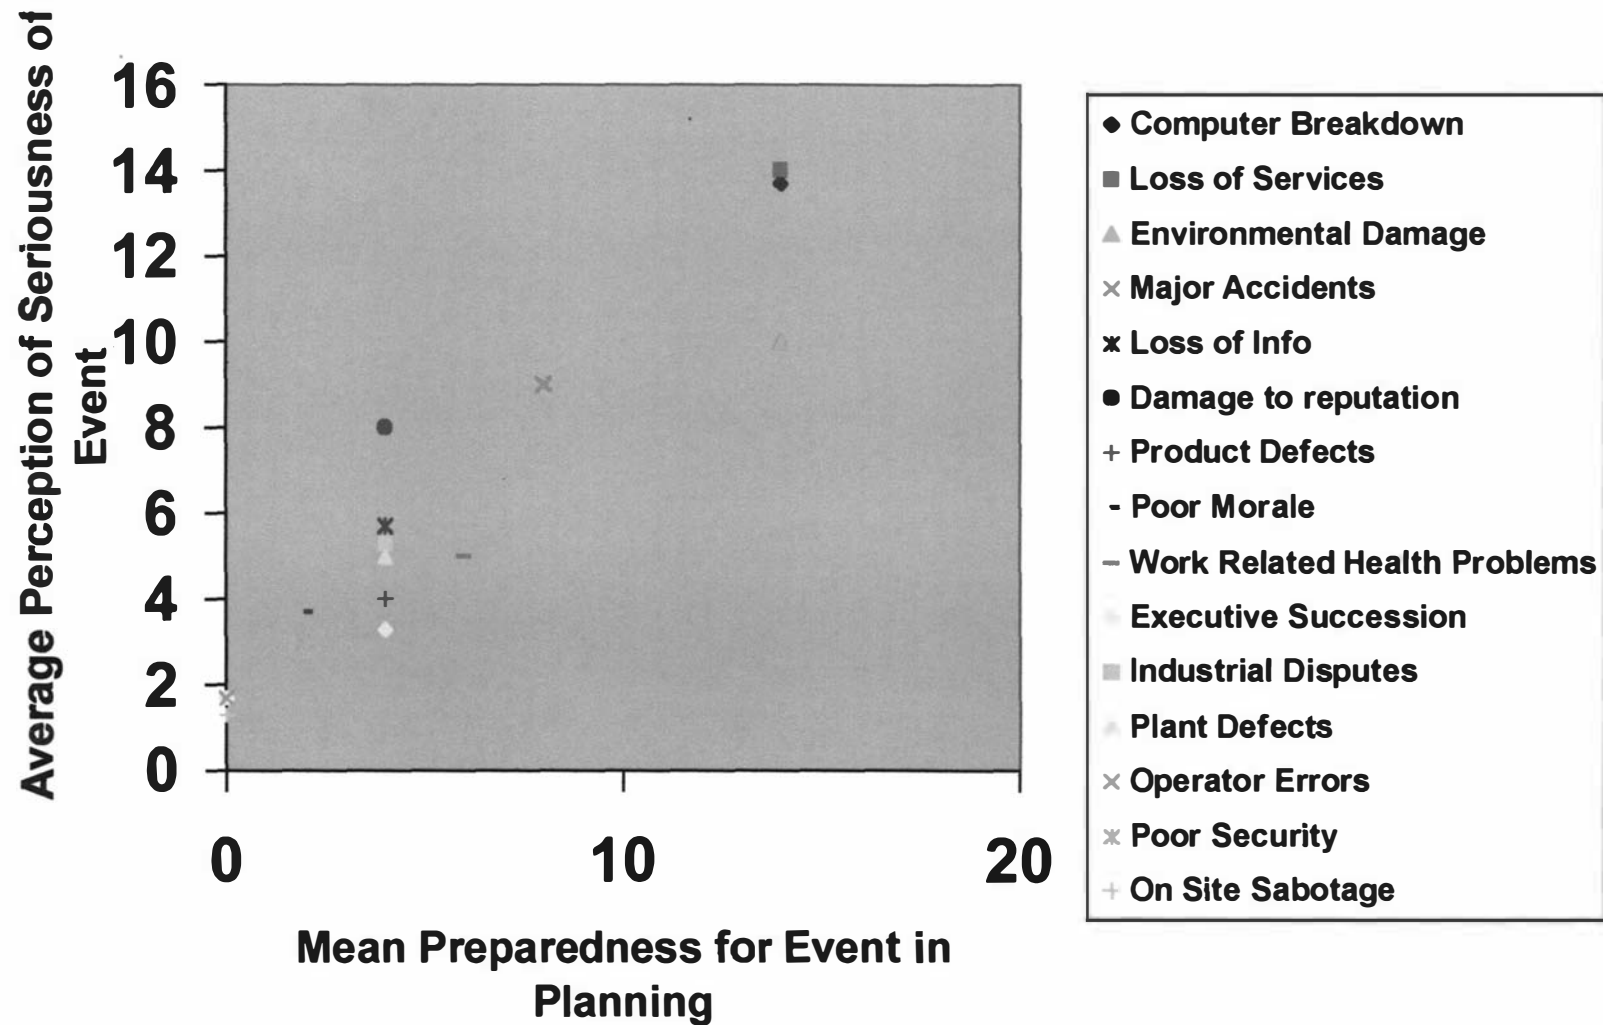 Average Perception of Seriousness of
Event
16
14
12
10
8
6
4
2
0
0 10 20
Mean Preparedness for Event in
Planning
Computer Breakdown
Loss of Services
Environmental Damage
Major Accidents
Loss of Info
Damage to reputation
Product Defects
Poor Morale
Work Related Health Problems
Executive Succession
Industrial Disputes
Plant Defects
Operator Errors
Poor Security
On Site Sabotage